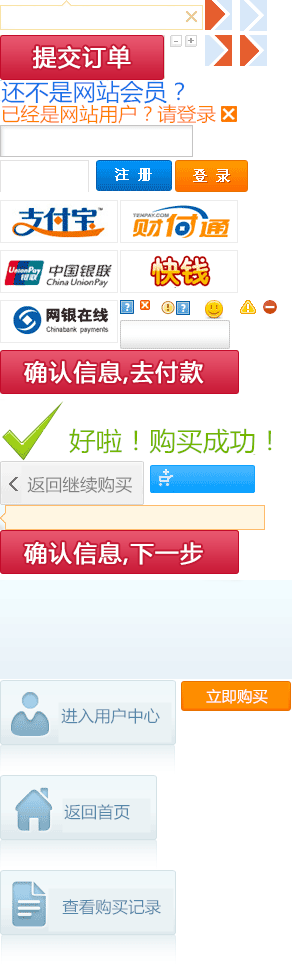 提交订单
还不是网站会员？
已经是网站用户？请登录
注 册
登 录
支付宝™
TENPAY.COM
财付通
UnionPay
银联
中国银联
China UnionPay
快钱
网银在线
Chinabank payments
确认信息,去付款
好啦！购买成功！
返回继续购买
确认信息,下一步
进入用户中心
立即购买
返回首页
查看购买记录